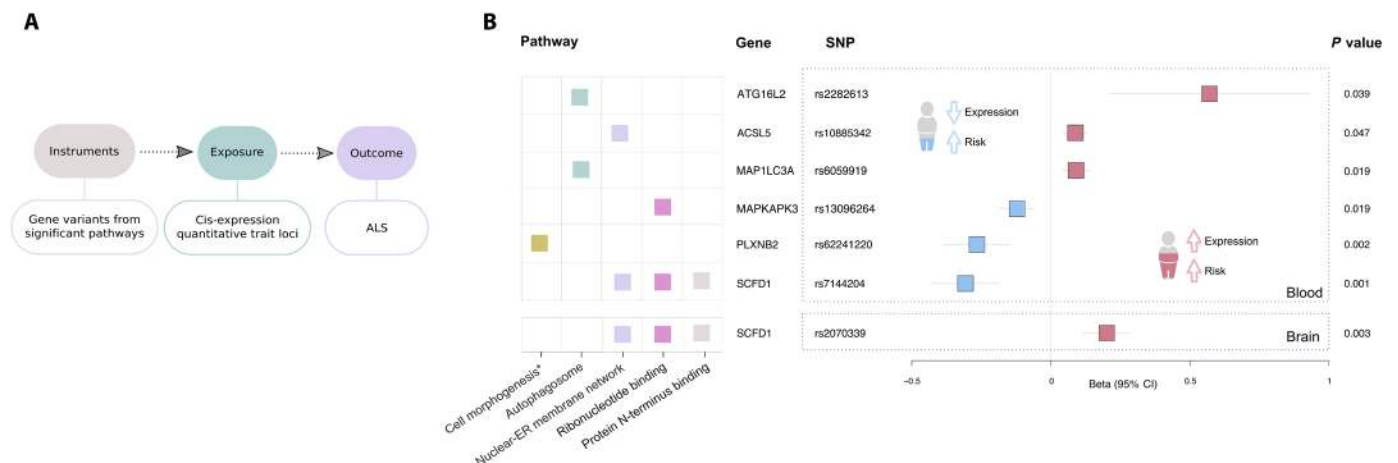 A
Instruments
Exposure
Outcome
Gene variants from
significant pathways
Cis-expression
quantitative trait loci
ALS
B
Pathway
Gene
SNP
P value
ATG16L2 rs2282613 0.039
ACSL5 rs10885342 0.047
MAP1LC3A rs6059919 0.019
MAPKAPK3 rs13096264 0.019
PLXNB2 rs62241220 0.002
SCFD1 rs7144204 0.001
Expression
Risk
Expression
Risk
Blood
SCFD1 rs2070339 0.003
Brain
Cell morphogenesis*
Autophagosome
Nuclear-ER membrane network
Ribonucleotide binding
Protein N-terminus binding
−0.5 0 0.5 1
Beta (95% CI)